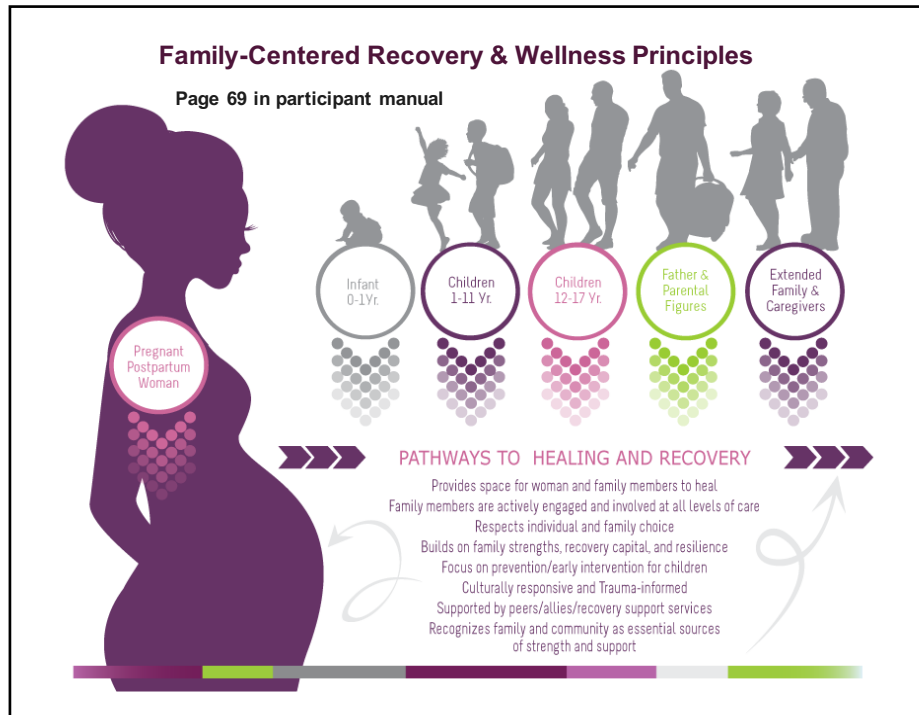 Family-Centered Recovery & Wellness Principles
Page 69 in participant manual
Infant
0-1Yr.
Children
1-11 Yr.
Children
12-17 Yr.
Father &
Parental
Figures
Extended
Family &
Caregivers
Pregnant
Postpartum
Woman
PATHWAYS TO HEALING AND RECOVERY
Provides space for woman and family members to heal
Family members are actively engaged and involved at all levels of care
Respects individual and family choice
Builds on family strengths, recovery capital, and resilience
Focus on prevention/early intervention for children
Culturally responsive and Trauma-informed
Supported by peers/allies/recovery support services
Recognizes family and community as essential sources
of strength and support